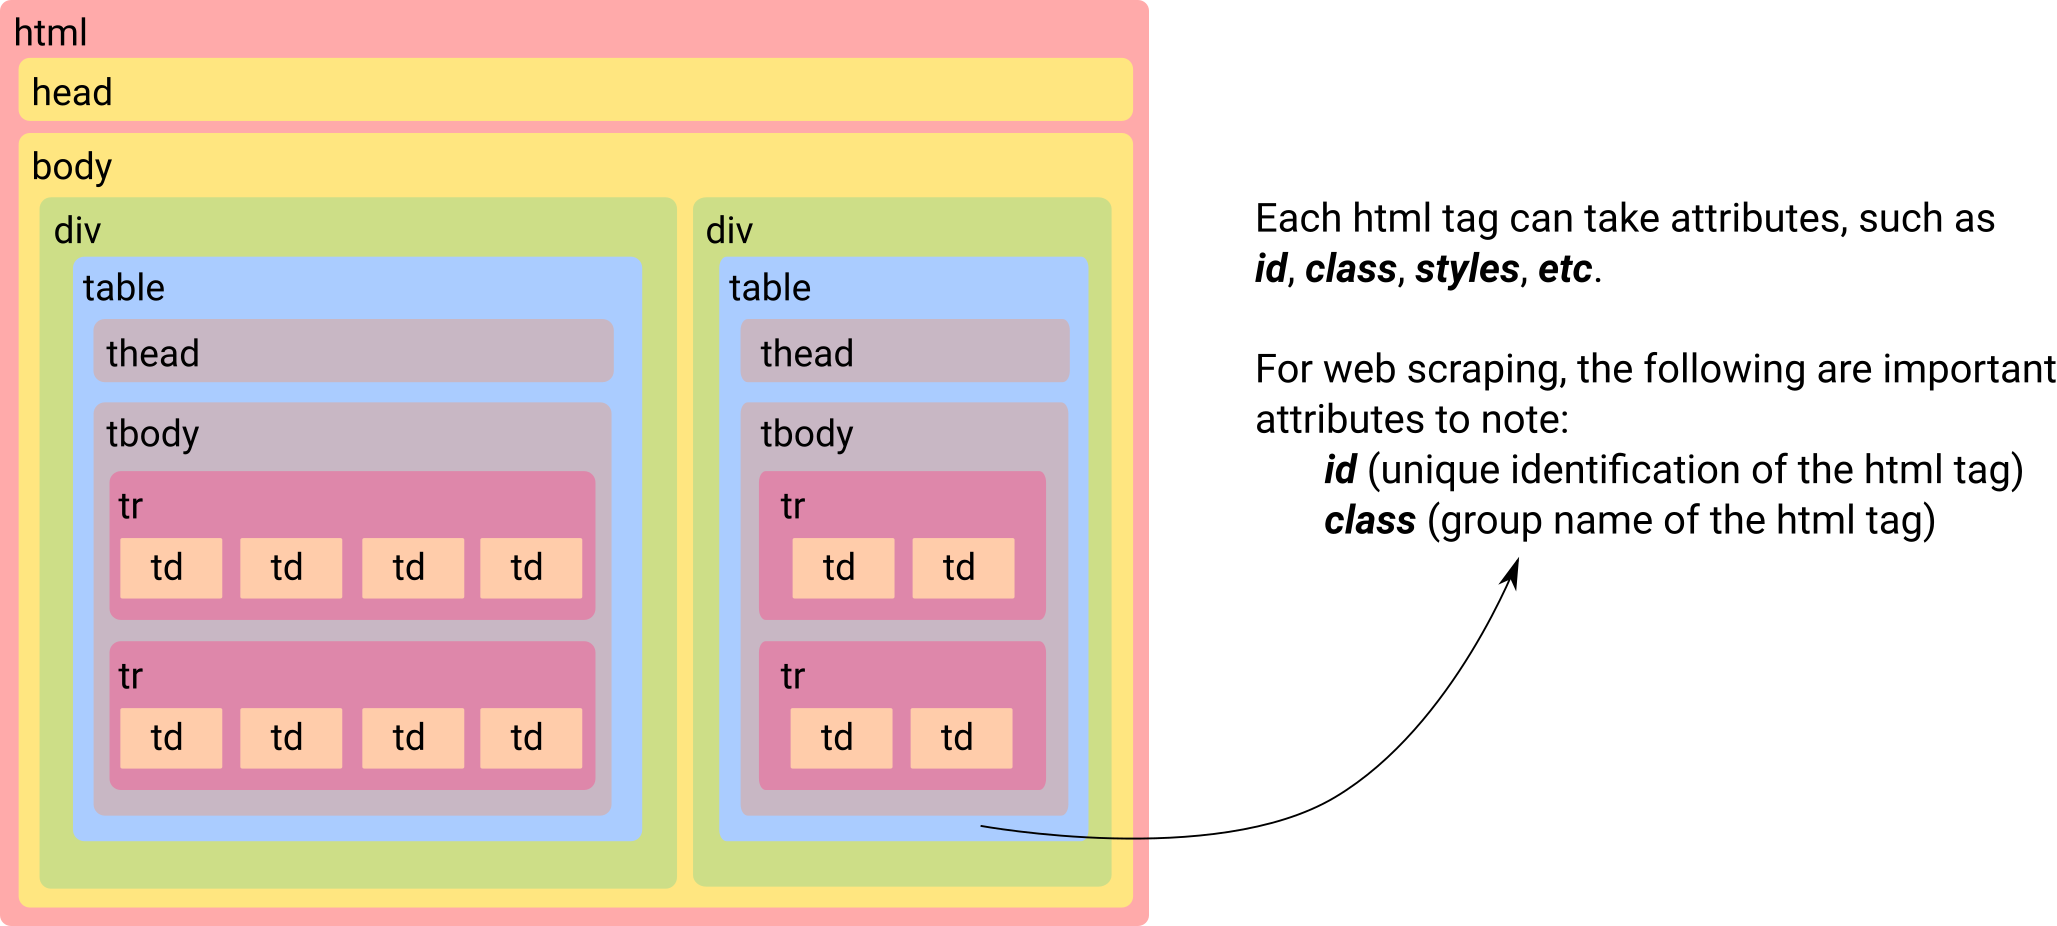 html
head
body
div
table
thead
tbody
tr
td td td td
tr
td td td td
div
table
thead
tbody
tr
td td
tr
td td
Each html tag can take attributes, such as
id, class, styles, etc.
For web scraping, the following are important
attributes to note:
id (unique identification of the html tag)
class (group name of the html tag)